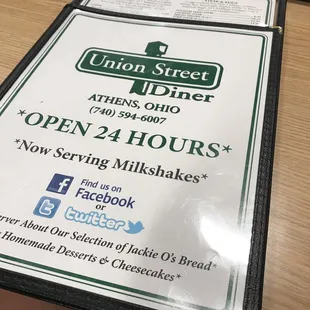 Union Street
Diner
ATHENS, OHIO
(740) 594-6007
*OPEN 24 HOURS*
*Now Serving Milkshakes*
f Find us on
Facebook
or
t twitter
erver About Our Selection of Jackie O's Bread*
Homemade Desserts & Cheesecakes*